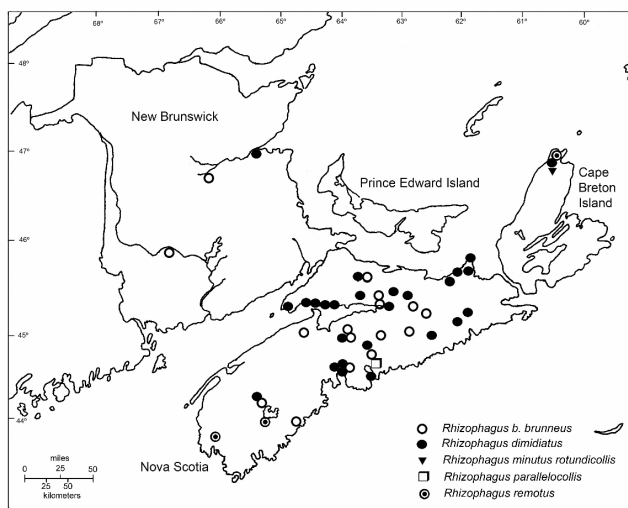 68° 67° 66° 65° 64° 63° 62° 61° 60°
48°
New Brunswick
47°
Prince Edward Island
Cape
Breton
Island
46°
45°
44°
Nova Scotia
miles
0 25 50
25 50
kilometers
Rhizophagus b. brunneus
Rhizophagus dimidiatus
Rhizophagus minutus rotundicollis
Rhizophagus parallelocollis
Rhizophagus remotus